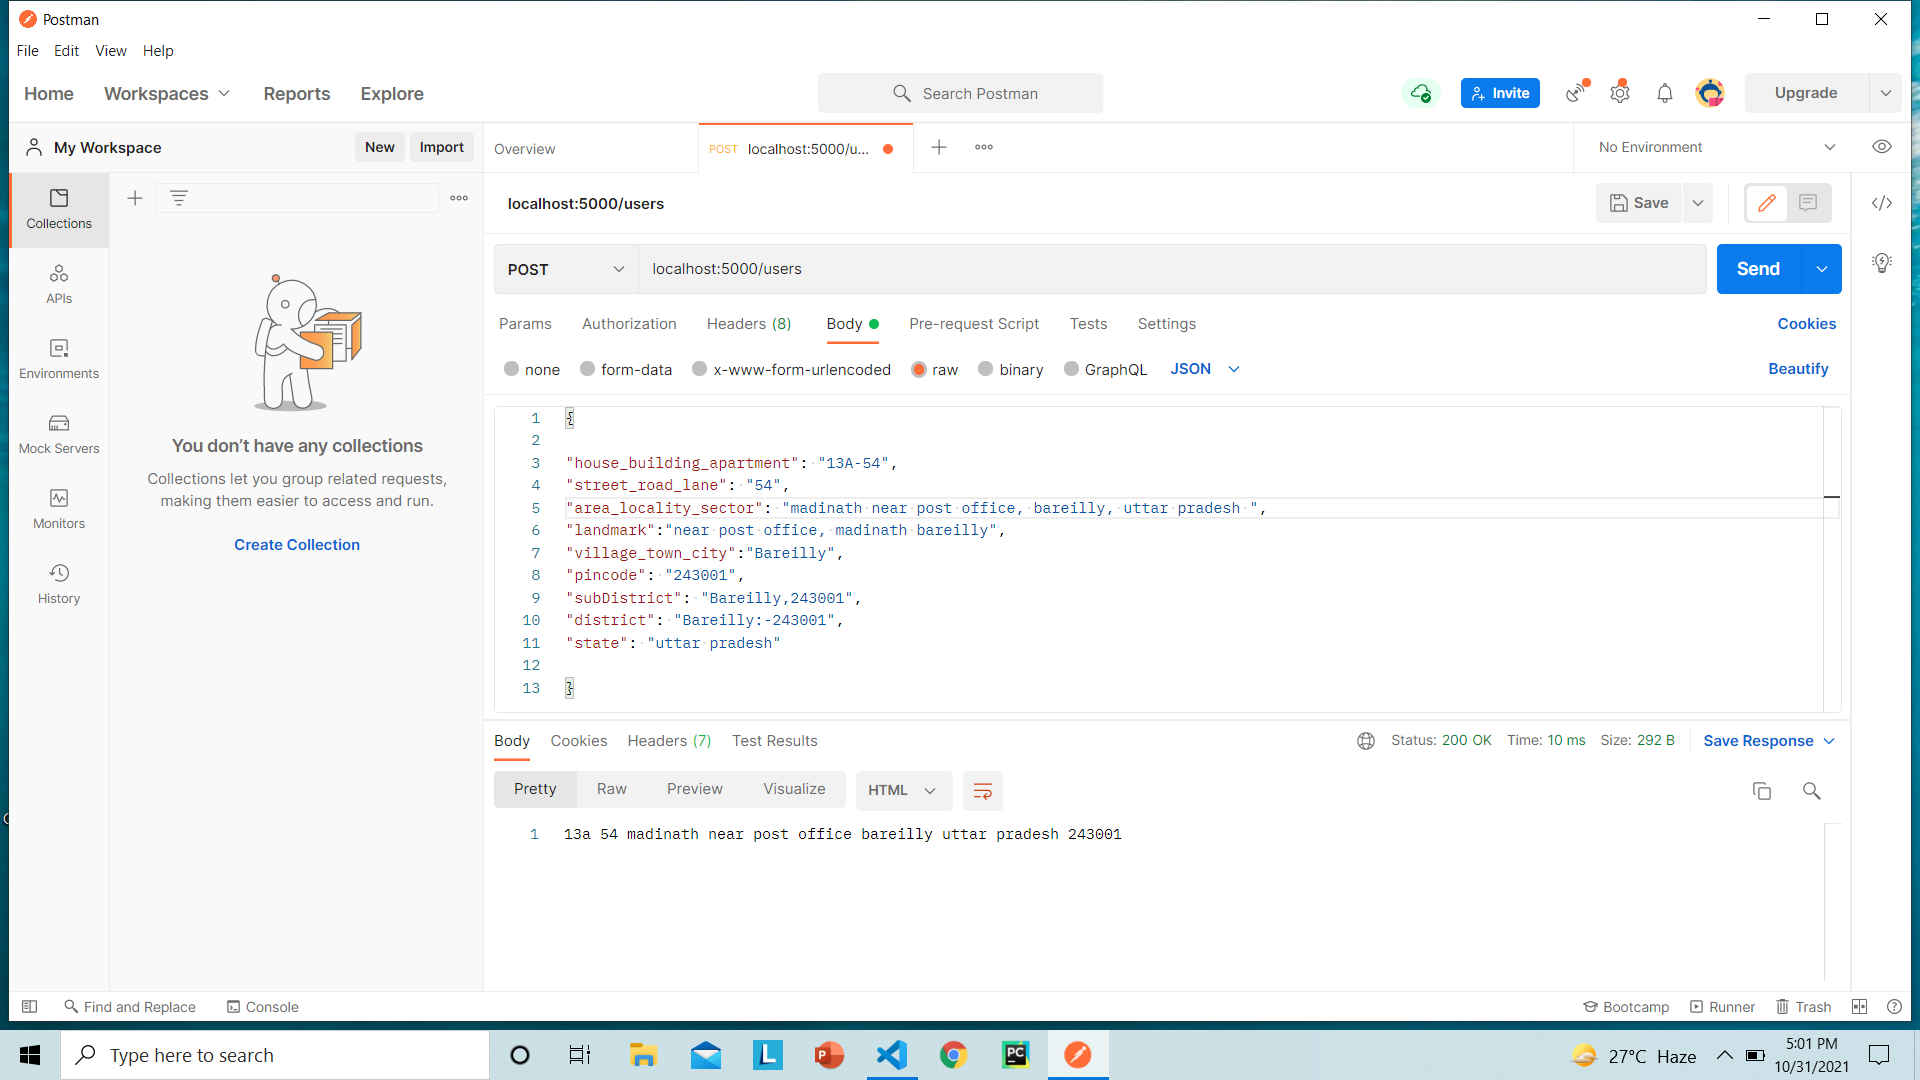 Postman
File Edit View Help
Home Workspaces Reports Explore Search Postman Invite Upgrade
My Workspace New Import Overview POST localhost:5000/u... No Environment
Collections
APIs
Environments
Mock Servers
Monitors
History
You don't have any collections
Collections let you group related requests,
making them easier to access and run.
Create Collection
localhost:5000/users Save
POST localhost:5000/users Send
Params Authorization Headers (8) Body Pre-request Script Tests Settings Cookies
none form-data x-www-form-urlencoded raw binary GraphQL JSON Beautify
1 {
2
3 "house_building_apartment": "13A-54",
4 "street_road_lane": "54",
5 "area_locality_sector": "madinath near post office, bareilly, uttar pradesh ",
6 "landmark":"near post office, madinath bareilly",
7 "village_town_city":"Bareilly",
8 "pincode": "243001",
9 "subDistrict": "Bareilly,243001",
10 "district": "Bareilly:-243001",
11 "state": "uttar pradesh"
12
13 }
Body Cookies Headers (7) Test Results Status: 200 OK Time: 10 ms Size: 292 B Save Response
Pretty Raw Preview Visualize HTML
1 13a 54 madinath near post office bareilly uttar pradesh 243001
Find and Replace Console Bootcamp Runner Trash
Type here to search 27°C Haze 5:01 PM
10/31/2021